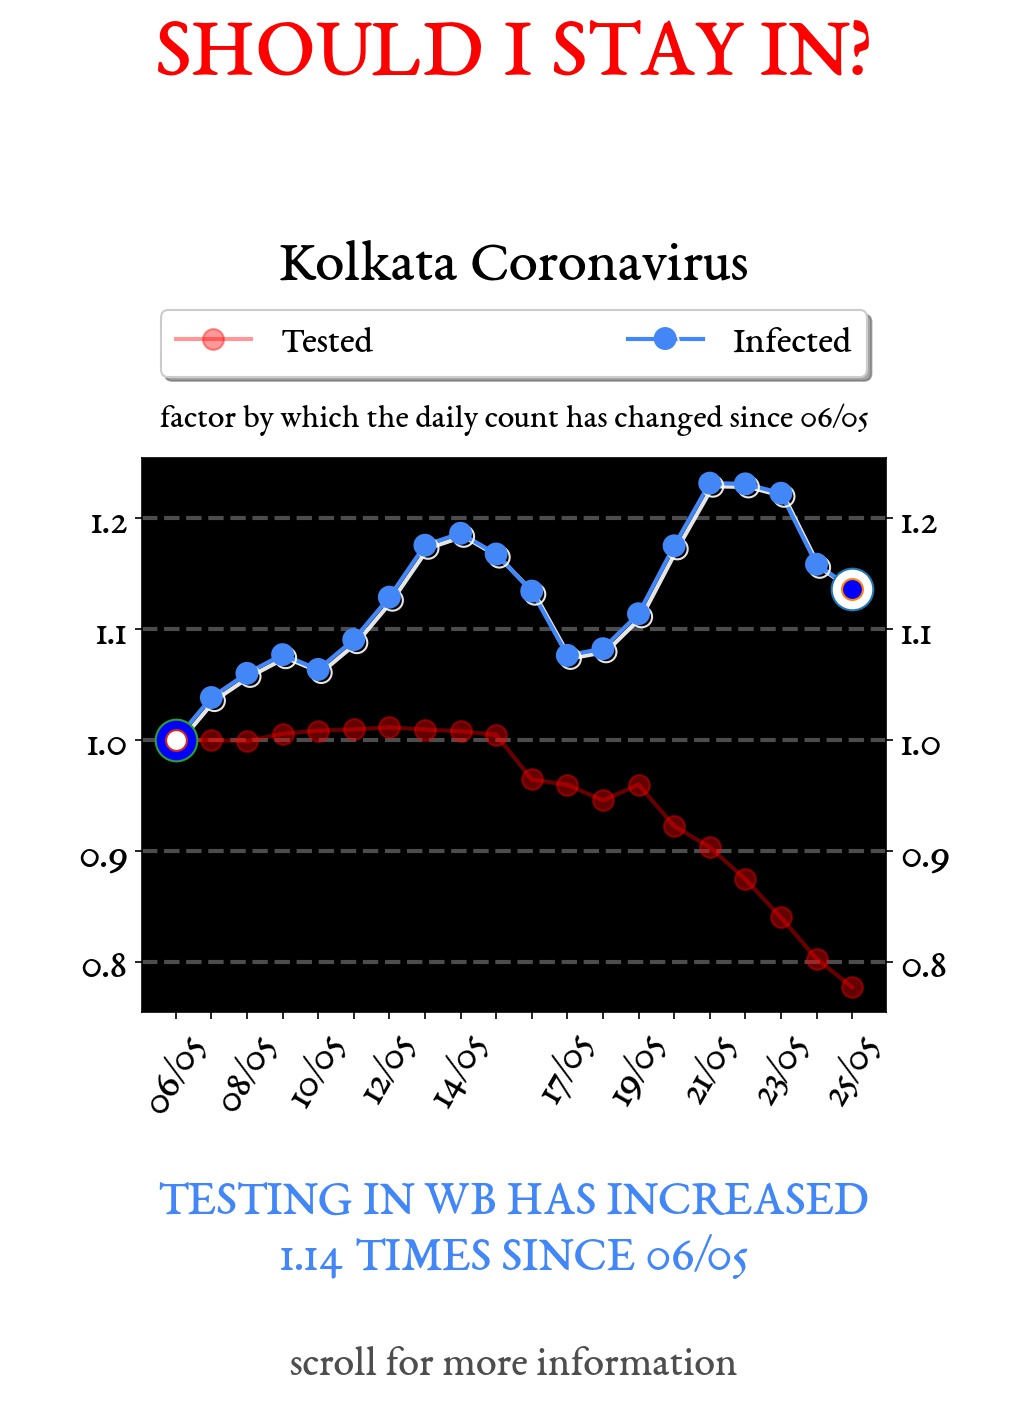 SHOULD I STAY IN?
Kolkata Coronavirus
Tested Infected
factor by which the daily count has changed since 06/05
1.2 1.2
1.1 1.1
1.0 1.0
0.9 0.9
0.8 0.8
06/05 08/05 10/05 12/05 14/05 17/05 19/05 21/05 23/05 25/05
TESTING IN WB HAS INCREASED
1.14 TIMES SINCE 06/05
scroll for more information